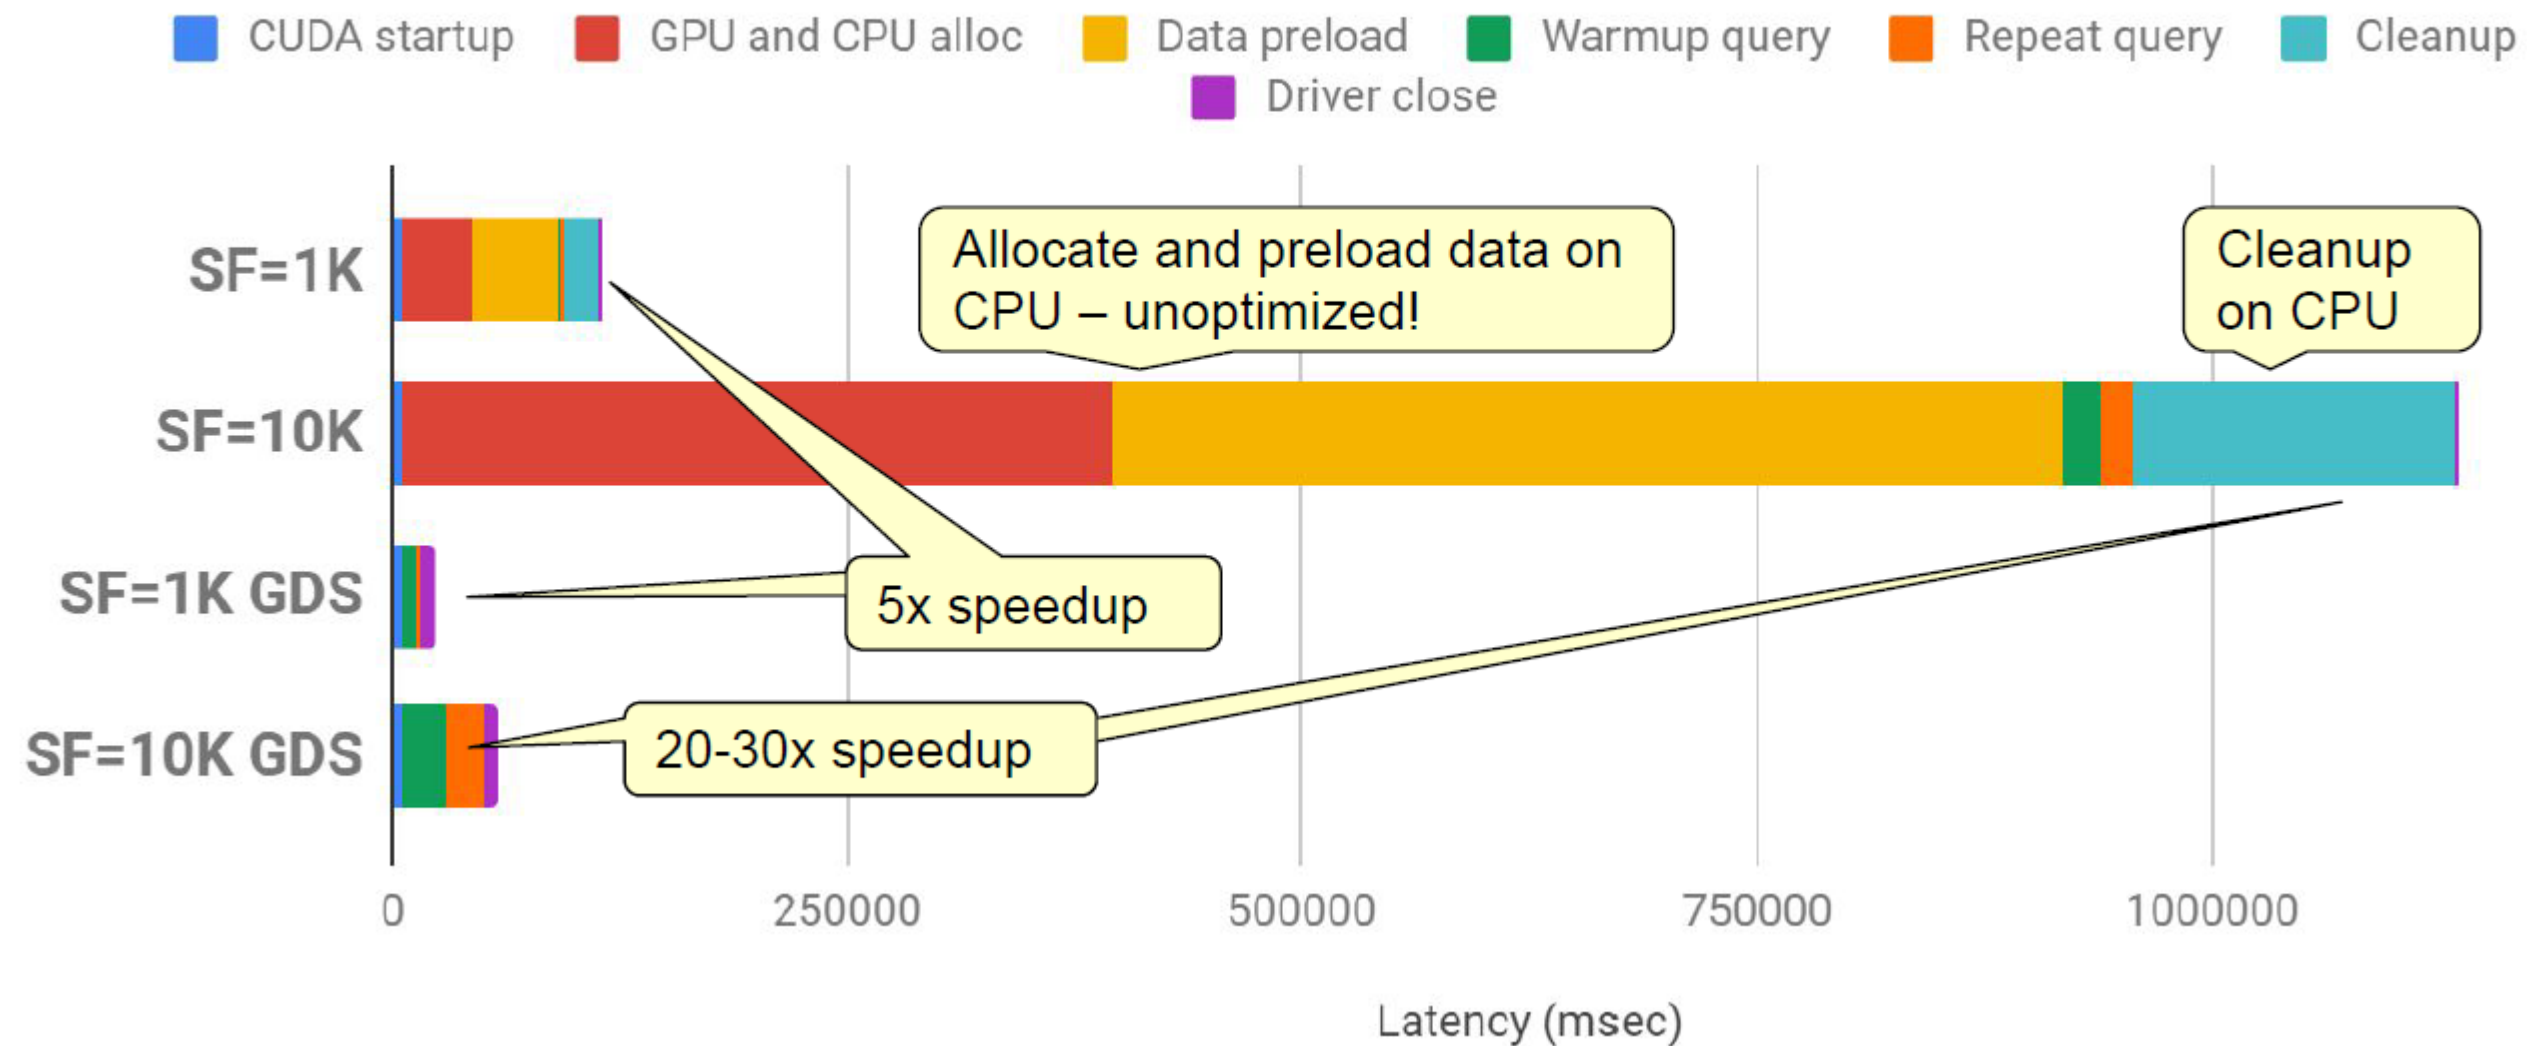 CUDA startup
GPU and CPU alloc
Data preload
Warmup query
Repeat query
Cleanup
Driver close
SF=1K
Allocate and preload data on
CPU – unoptimized!
Cleanup
on CPU
SF=10K
SF=1K GDS
5x speedup
SF=10K GDS
20-30x speedup
0
250000
500000
750000
1000000
Latency (msec)